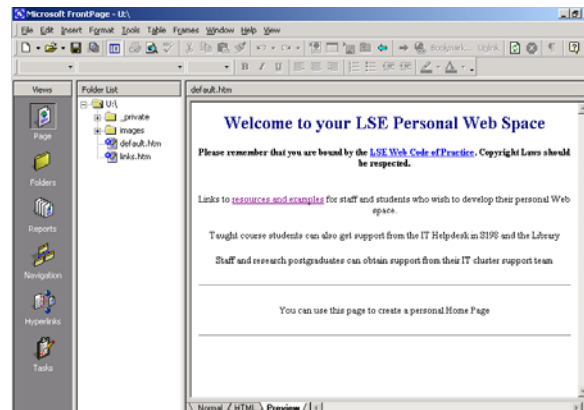 Microsoft FrontPage - U:\
File Edit Insert Format Tools Table Frames Window Help View
Bookmark...
B I U
Views
Folder List
default.htm
U:\
_private
images
default.htm
links.htm
Page
Folders
Reports
Navigation
Hyperlinks
Tasks
Welcome to your LSE Personal Web Space
Please remember that you are bound by the LSE Web Code of Practice. Copyright Laws should
be respected.
Links to resources and examples for staff and students who wish to develop their personal Web
space.
Taught course students can also get support from the IT Helpdesk in S198 and the Library
Staff and research postgraduates can obtain support from their IT cluster support team
You can use this page to create a personal Home Page
Normal / HTML \ Preview /